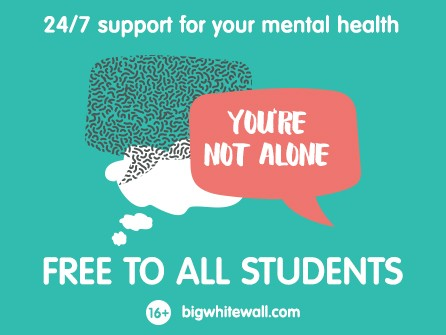 24/7 support for your mental health
YOU'RE
NOT ALONE
FREE TO ALL STUDENTS
16+ bigwhitewall.com